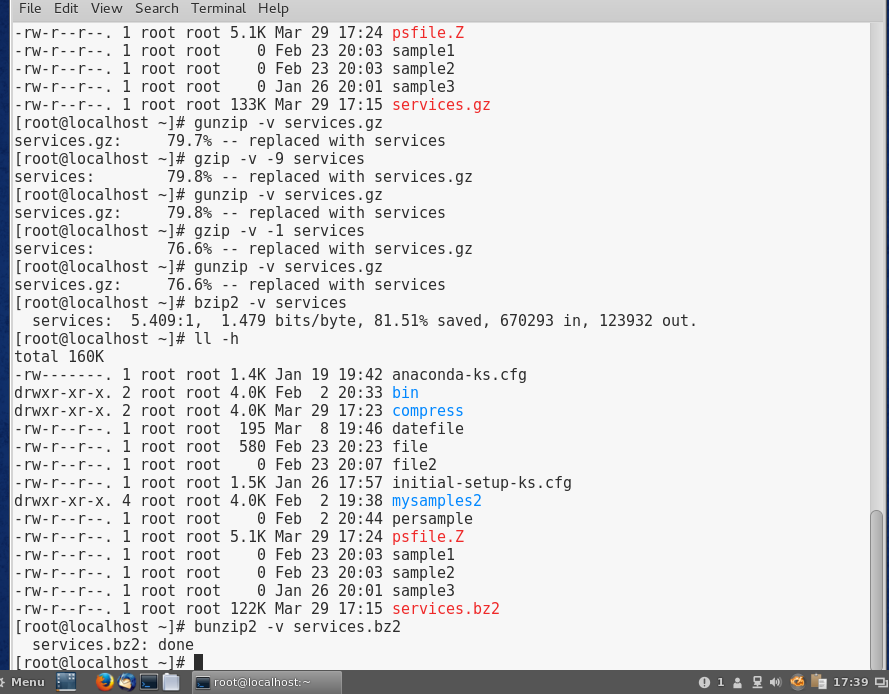 File Edit View Search Terminal Help
-rw-r--r--. 1 root root 5.1K Mar 29 17:24 psfile.Z
-rw-r--r--. 1 root root    0 Feb 23 20:03 sample1
-rw-r--r--. 1 root root    0 Feb 23 20:03 sample2
-rw-r--r--. 1 root root    0 Jan 26 20:01 sample3
-rw-r--r--. 1 root root 133K Mar 29 17:15 services.gz
[root@localhost ~]# gunzip -v services.gz
services.gz:     79.7% -- replaced with services
[root@localhost ~]# gzip -v -9 services
services:        79.8% -- replaced with services.gz
[root@localhost ~]# gunzip -v services.gz
services.gz:     79.8% -- replaced with services
[root@localhost ~]# gzip -v -1 services
services:        76.6% -- replaced with services.gz
[root@localhost ~]# gunzip -v services.gz
services.gz:     76.6% -- replaced with services
[root@localhost ~]# bzip2 -v services
  services:  5.409:1,  1.479 bits/byte, 81.51% saved, 670293 in, 123932 out.
[root@localhost ~]# ll -h
total 160K
-rw-------. 1 root root 1.4K Jan 19 19:42 anaconda-ks.cfg
drwxr-xr-x. 2 root root 4.0K Feb  2 20:33 bin
drwxr-xr-x. 2 root root 4.0K Mar 29 17:23 compress
-rw-r--r--. 1 root root  195 Mar  8 19:46 datefile
-rw-r--r--. 1 root root  580 Feb 23 20:23 file
-rw-r--r--. 1 root root    0 Feb 23 20:07 file2
-rw-r--r--. 1 root root 1.5K Jan 26 17:57 initial-setup-ks.cfg
drwxr-xr-x. 4 root root 4.0K Feb  2 19:38 mysamples2
-rw-r--r--. 1 root root    0 Feb  2 20:44 persample
-rw-r--r--. 1 root root 5.1K Mar 29 17:24 psfile.Z
-rw-r--r--. 1 root root    0 Feb 23 20:03 sample1
-rw-r--r--. 1 root root    0 Feb 23 20:03 sample2
-rw-r--r--. 1 root root    0 Jan 26 20:01 sample3
-rw-r--r--. 1 root root 122K Mar 29 17:15 services.bz2
[root@localhost ~]# bunzip2 -v services.bz2
  services.bz2: done
[root@localhost ~]#
Menu root@localhost:~ 1 17:39